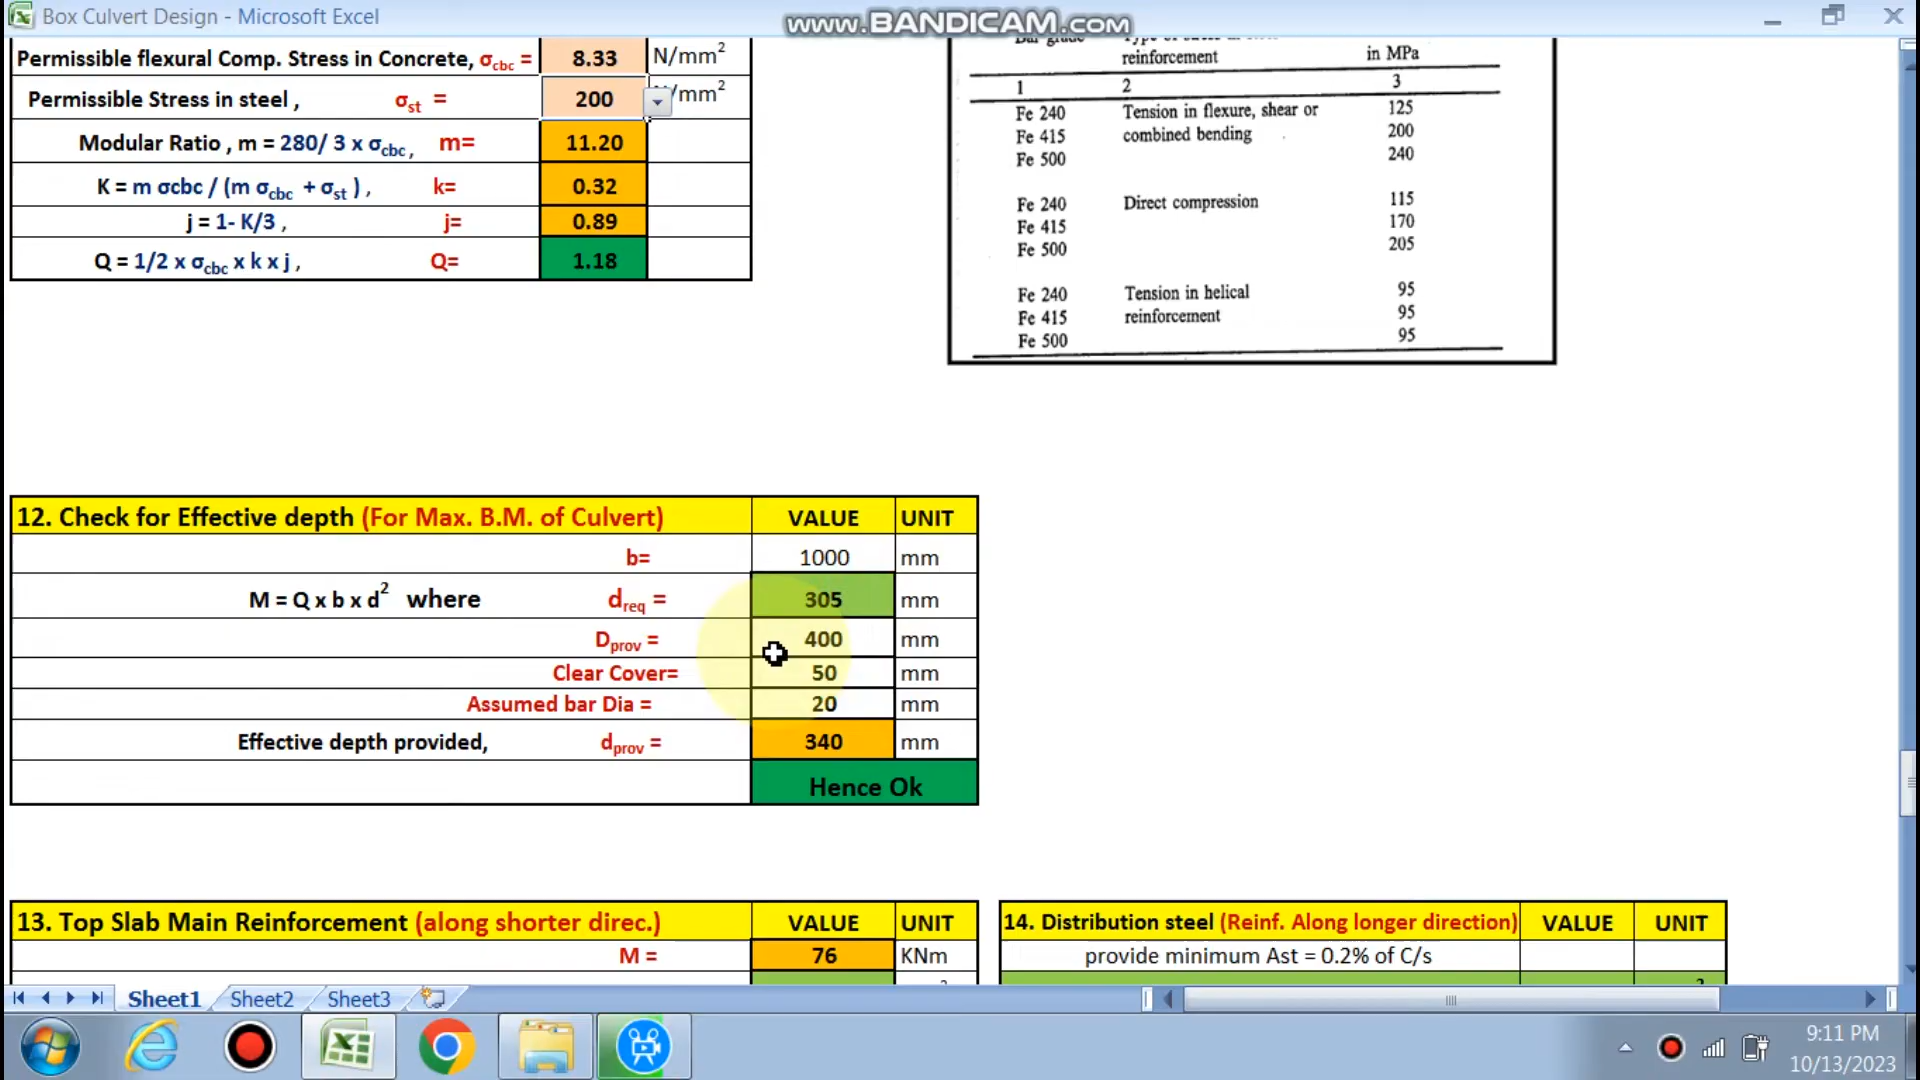 Box Culvert Design - Microsoft Excel
www.BANDICAM.com
Permissible flexural Comp. Stress in Concrete, σcbc = 8.33 N/mm²
Permissible Stress in steel , σst = 200 /mm²
Modular Ratio , m = 280/ 3 x σcbc , m= 11.20
K = m σcbc / (m σcbc + σst ) , k= 0.32
j = 1- K/3 , j= 0.89
Q = 1/2 x σcbc x k x j , Q= 1.18
reinforcement in MPa
1 2 3
Fe 240 Tension in flexure, shear or 125
Fe 415 combined bending 200
Fe 500 240
Fe 240 Direct compression 115
Fe 415 170
Fe 500 205
Fe 240 Tension in helical 95
Fe 415 reinforcement 95
Fe 500 95
12. Check for Effective depth (For Max. B.M. of Culvert) VALUE UNIT
b= 1000 mm
M = Q x b x d² where dreq = 305 mm
Dprov = 400 mm
Clear Cover= 50 mm
Assumed bar Dia = 20 mm
Effective depth provided, dprov = 340 mm
Hence Ok
13. Top Slab Main Reinforcement (along shorter direc.) VALUE UNIT
M = 76 KNm
14. Distribution steel (Reinf. Along longer direction) VALUE UNIT
provide minimum Ast = 0.2% of C/s
Sheet1 Sheet2 Sheet3
9:11 PM
10/13/2023